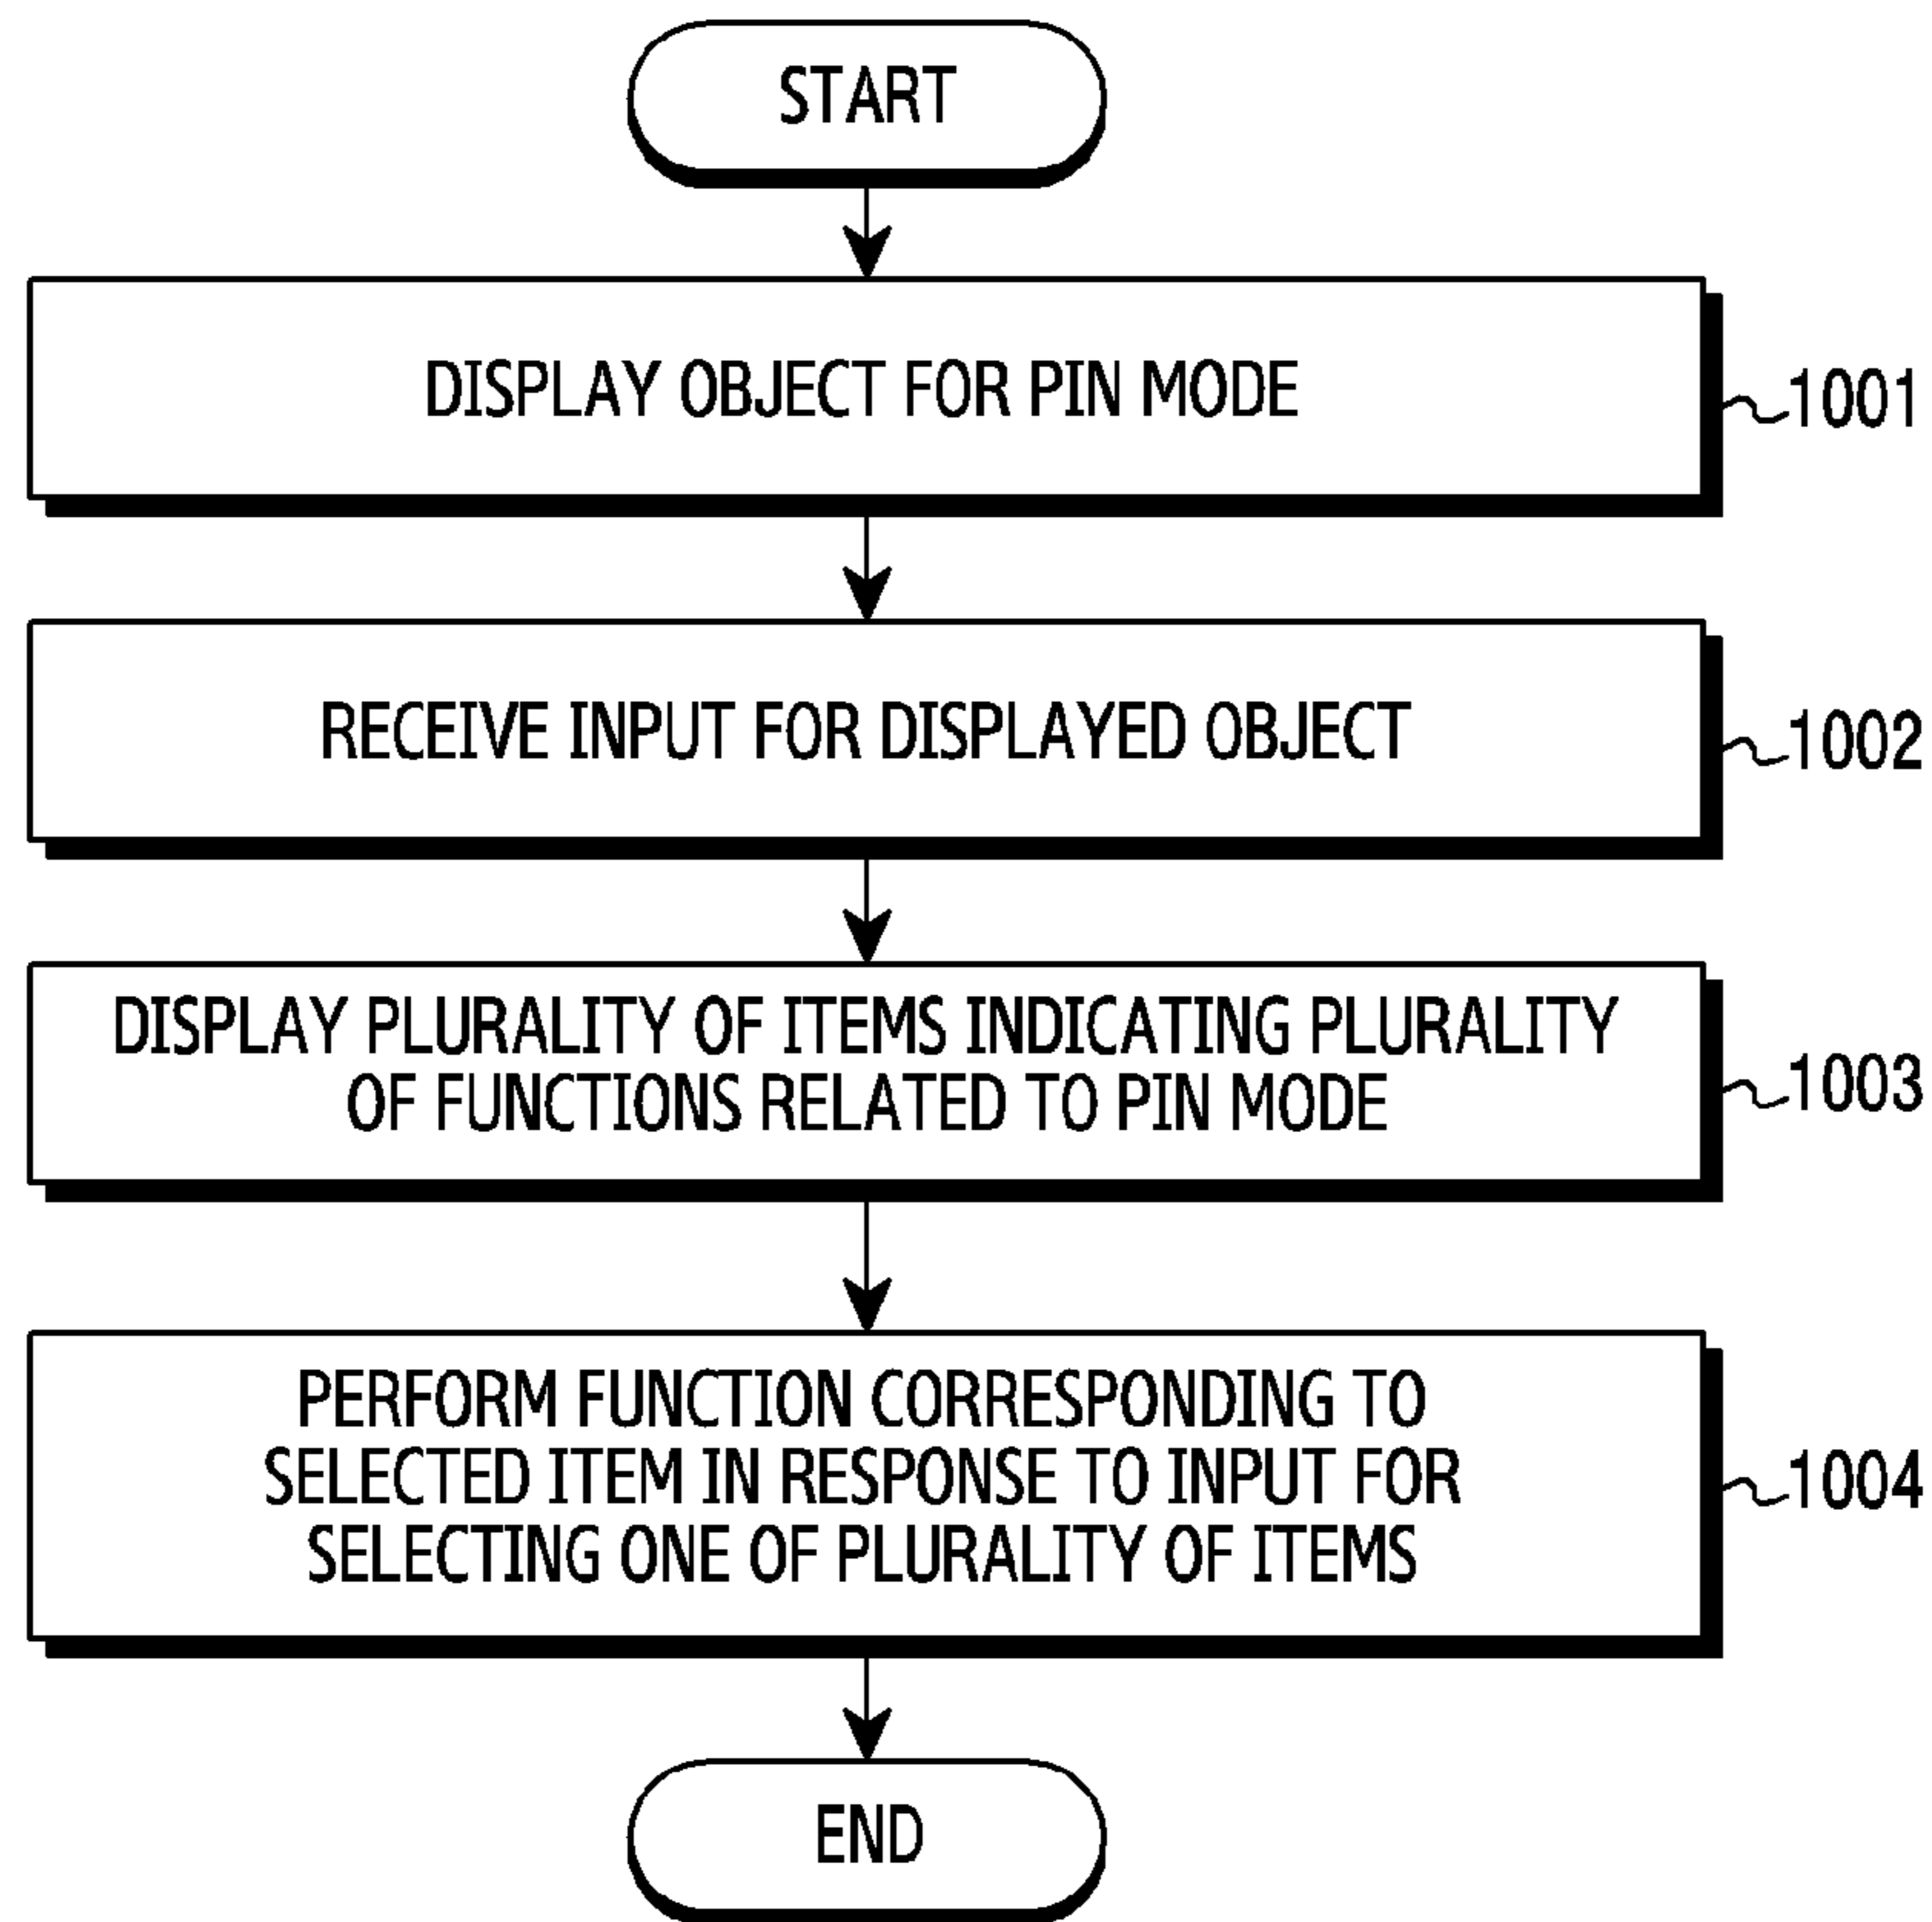 START
DISPLAY OBJECT FOR PIN MODE
1001
RECEIVE INPUT FOR DISPLAYED OBJECT
1002
DISPLAY PLURALITY OF ITEMS INDICATING PLURALITY
OF FUNCTIONS RELATED TO PIN MODE
1003
PERFORM FUNCTION CORRESPONDING TO
SELECTED ITEM IN RESPONSE TO INPUT FOR
SELECTING ONE OF PLURALITY OF ITEMS
1004
END